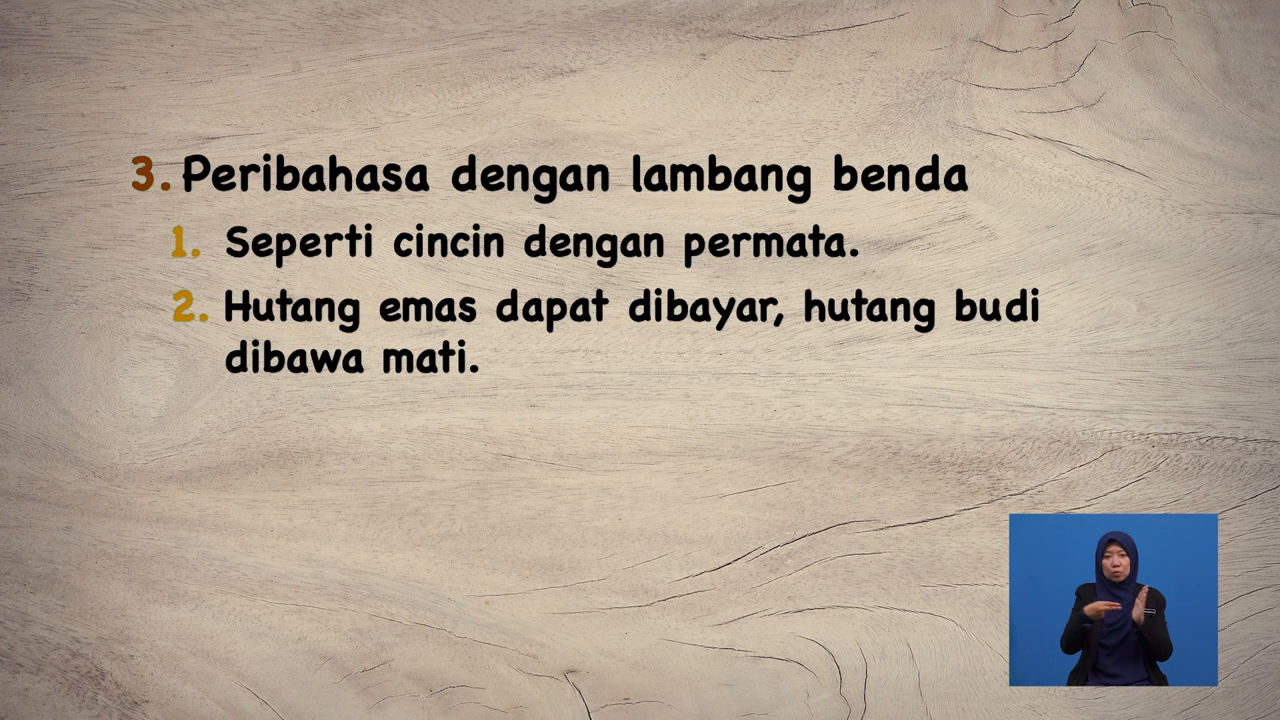 3. Peribahasa dengan lambang benda
1. Seperti cincin dengan permata.
2. Hutang emas dapat dibayar, hutang budi
dibawa mati.